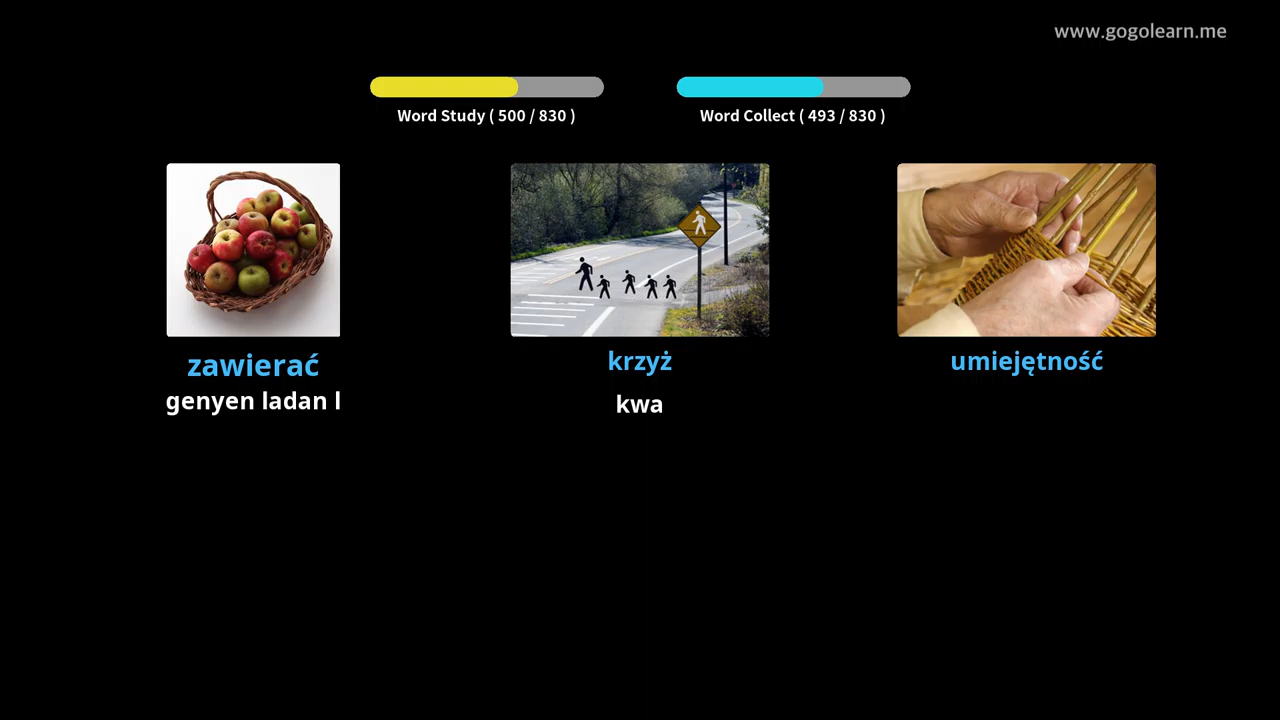 www.gogolearn.me
Word Study ( 500 / 830 )
Word Collect ( 493 / 830 )
zawierać
genyen ladan l
krzyż
kwa
umiejętność